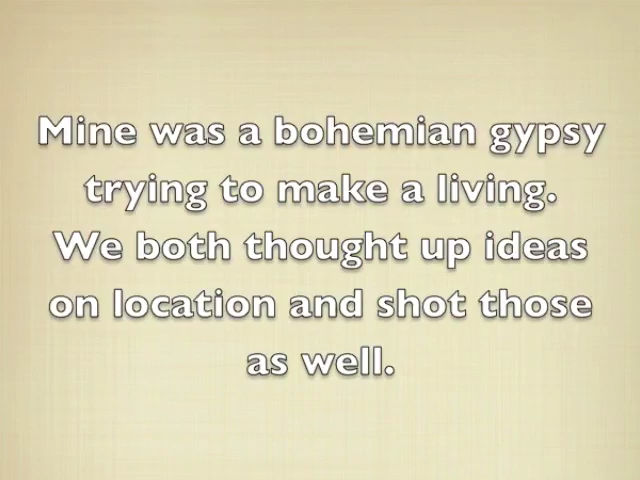 Mine was a bohemian gypsy
trying to make a living.
We both thought up ideas
on location and shot those
as well.